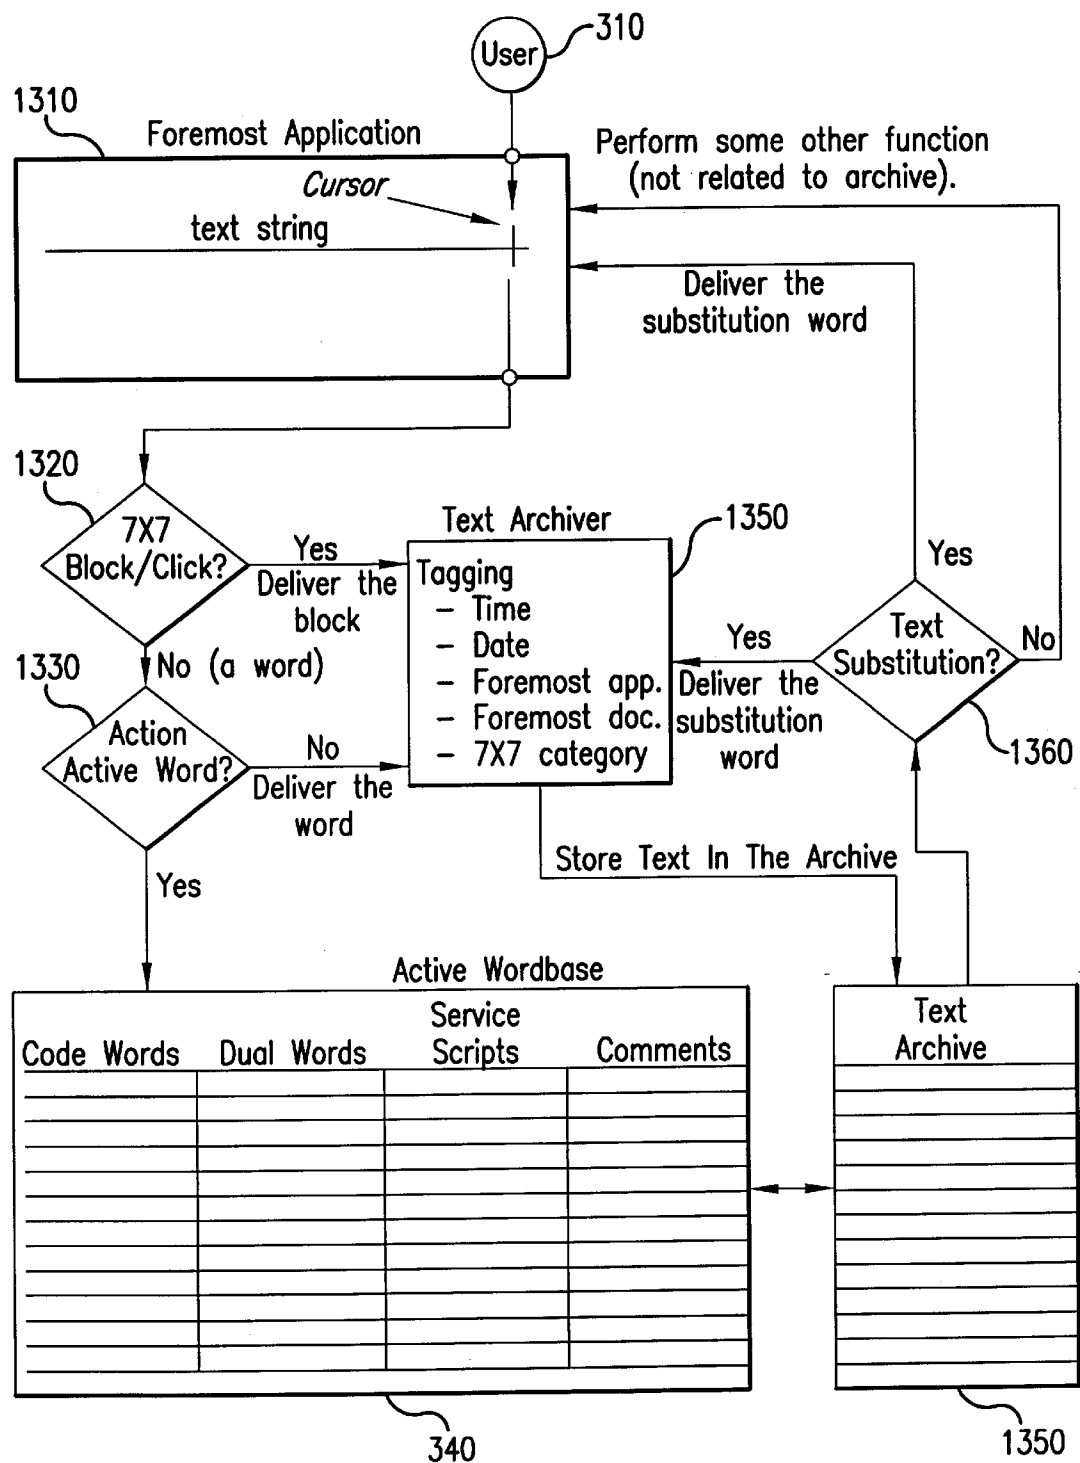 User
310
1310
Foremost Application
Cursor
text string
Perform some other function
(not related to archive).
Deliver the
substitution word
1320
7X7
Block/Click?
Yes
Deliver the
block
Text Archiver
1350
Tagging
– Time
– Date
– Foremost app.
– Foremost doc.
– 7X7 category
Yes
Text
Substitution?
No
Yes
Deliver the
substitution
word
1360
No (a word)
1330
Action
Active Word?
No
Deliver the
word
Yes
Store Text In The Archive
Active Wordbase
Code Words
Dual Words
Service
Scripts
Comments
Text
Archive
340
1350